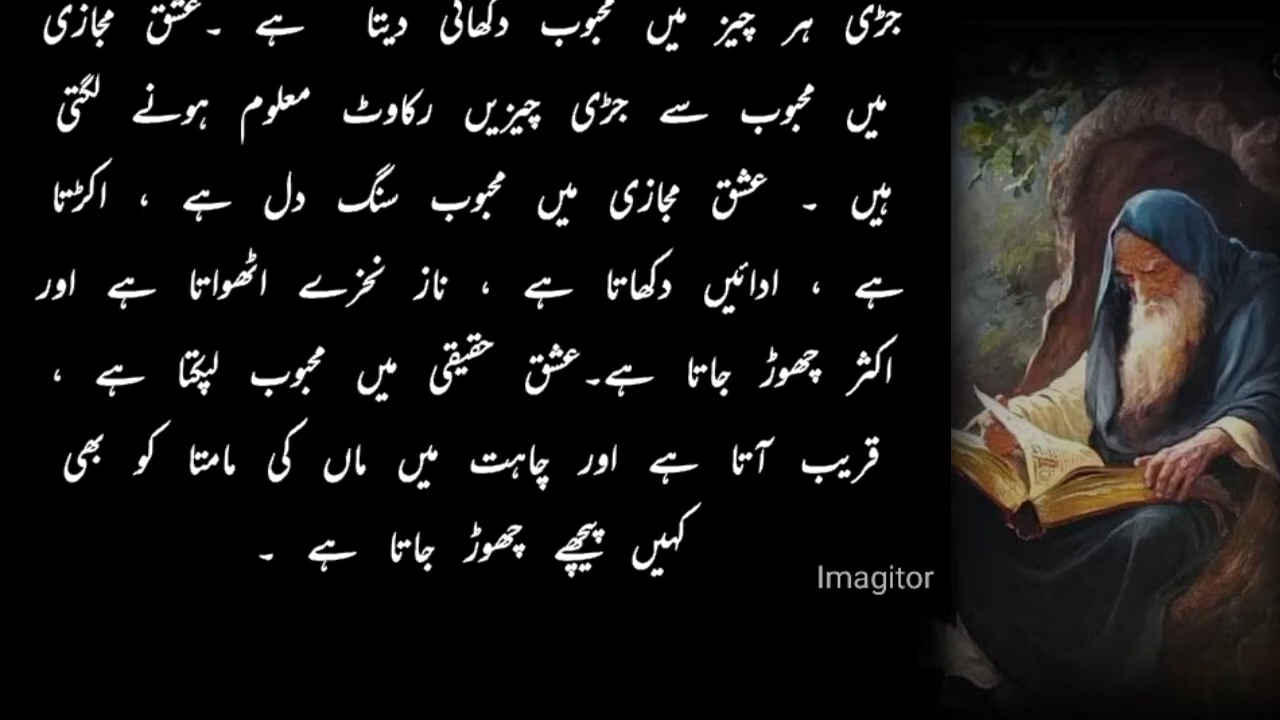 جڑی ہر چیز میں محبوب دکھائی دیتا ہے ۔عشق مجازی
میں محبوب سے جڑی چیزیں رکاوٹ معلوم ہونے لگتی
ہیں ۔ عشق مجازی میں محبوب سنگ دل ہے ، اکڑتا
ہے ، ادائیں دکھاتا ہے ، ناز نخرے اٹھواتا ہے اور
اکثر چھوڑ جاتا ہے۔عشق حقیقی میں محبوب لپکتا ہے ،
قریب آتا ہے اور چاہت میں ماں کی مامتا کو بھی
کہیں پیچھے چھوڑ جاتا ہے ۔
Imagitor